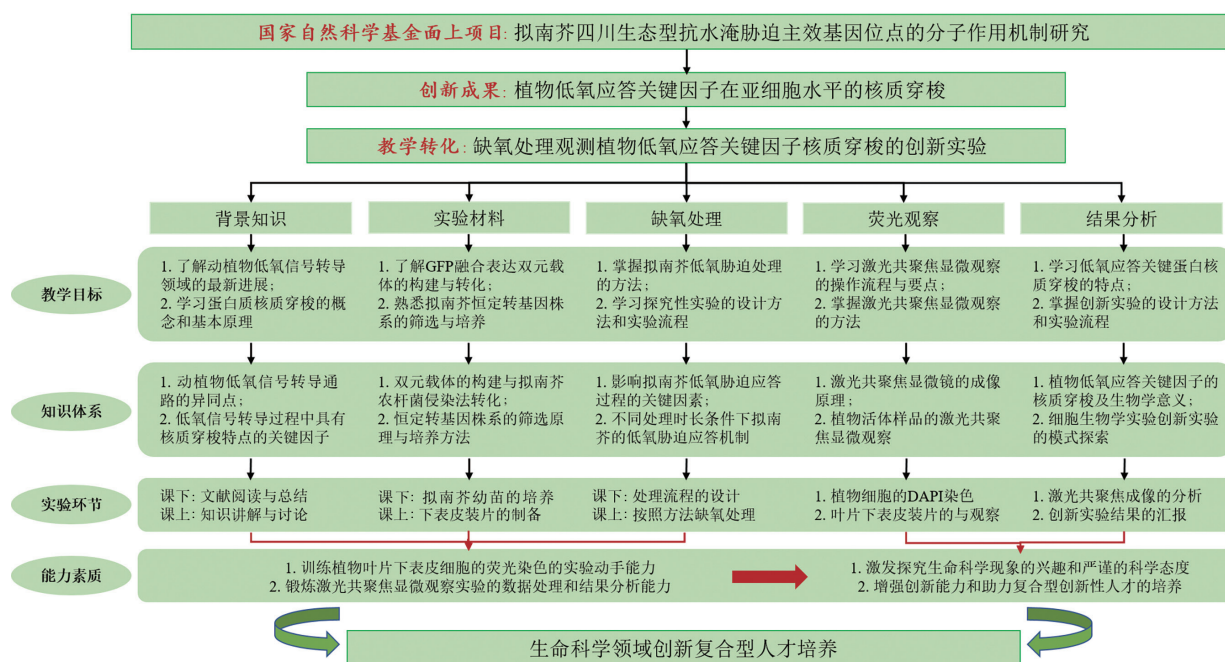 国家自然科学基金面上项目: 拟南芥四川生态型抗水淹胁迫主效基因位点的分子作用机制研究
创新成果: 植物低氧应答关键因子在亚细胞水平的核质穿梭
教学转化: 缺氧处理观测植物低氧应答关键因子核质穿梭的创新实验
背景知识
实验材料
缺氧处理
荧光观察
结果分析
教学目标
1. 了解动植物低氧信号转导
领域的最新进展;
2. 学习蛋白质核质穿梭的概
念和基本原理
1. 了解GFP融合表达双元载
体的构建与转化;
2. 熟悉拟南芥恒定转基因株
系的筛选与培养
1. 掌握拟南芥低氧胁迫处理
的方法;
2. 学习探究性实验的设计方
法和实验流程
1. 学习激光共聚焦显微观察
的操作流程与要点;
2. 掌握激光共聚焦显微观察
的方法
1. 学习低氧应答关键蛋白核
质穿梭的特点;
2. 掌握创新实验的设计方法
和实验流程
知识体系
1. 动植物低氧信号转导通
路的异同点;
2. 低氧信号转导过程中具有
核质穿梭特点的关键因子
1. 双元载体的构建与拟南芥
农杆菌侵染法转化;
2. 恒定转基因株系的筛选原
理与培养方法
1. 影响拟南芥低氧胁迫应答
过程的关键因素;
2. 不同处理时长条件下拟南
芥的低氧胁迫应答机制
1. 激光共聚焦显微镜的成像
原理;
2. 植物活体样品的激光共聚
焦显微观察
1. 植物低氧应答关键因子的
核质穿梭及生物学意义;
2. 细胞生物学实验创新实验
的模式探索
实验环节
课下: 文献阅读与总结
课上: 知识讲解与讨论
课下: 拟南芥幼苗的培养
课上: 下表皮装片的制备
课下: 处理流程的设计
课上: 按照方法缺氧处理
1. 植物细胞的DAPI染色
2. 叶片下表皮装片的与观察
1. 激光共聚焦成像的分析
2. 创新实验结果的汇报
能力素质
1. 训练植物叶片下表皮细胞的荧光染色的实验动手能力
2. 锻炼激光共聚焦显微观察实验的数据处理和结果分析能力
1. 激发探究生命科学现象的兴趣和严谨的科学态度
2. 增强创新能力和助力复合型创新性人才的培养
生命科学领域创新复合型人才培养